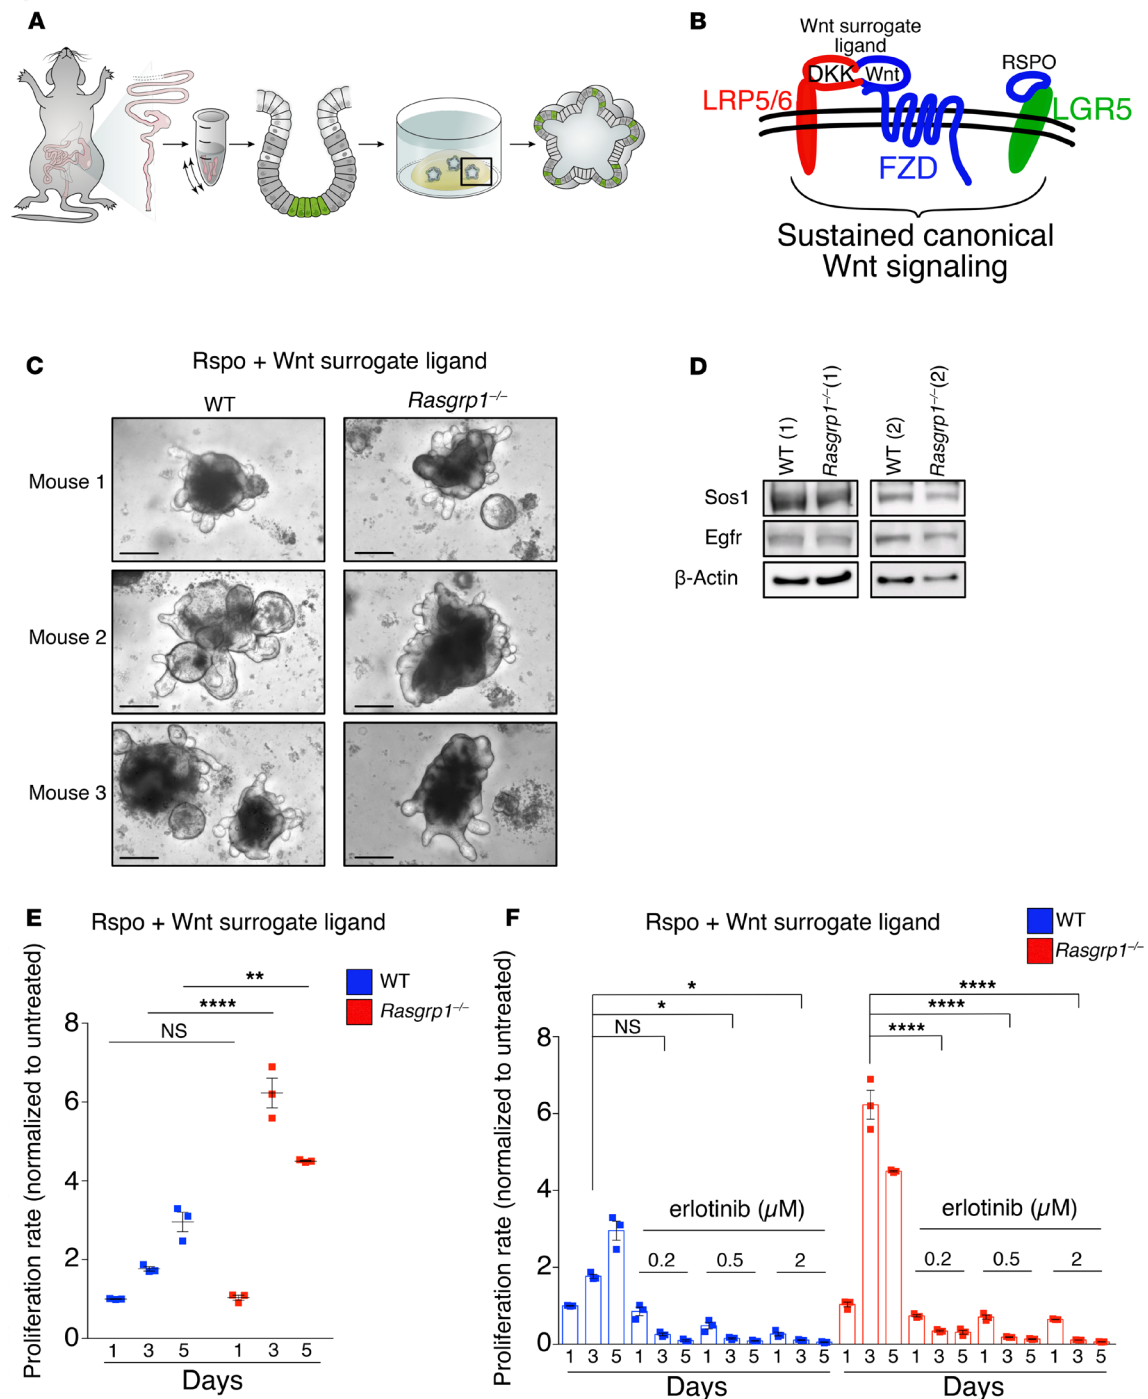 A
B
Wnt surrogate
ligand
DKK
Wnt
RSPO
LRP5/6
LGR5
FZD
Sustained canonical
Wnt signaling
C
Rspo + Wnt surrogate ligand
WT
Rasgrp1–/–
Mouse 1
Mouse 2
Mouse 3
D
WT (1)
Rasgrp1–/–(1)
WT (2)
Rasgrp1–/–(2)
Sos1
Egfr
β-Actin
E
Rspo + Wnt surrogate ligand
Proliferation rate (normalized to untreated)
WT
Rasgrp1–/–
**
****
NS
8
6
4
2
0
1 3 5 1 3 5
Days
F
Rspo + Wnt surrogate ligand
WT
Rasgrp1–/–
Proliferation rate (normalized to untreated)
*
*
NS
****
****
****
8
6
4
2
0
erlotinib (µM)
0.2 0.5 2
erlotinib (µM)
0.2 0.5 2
1 3 5 1 3 5 1 3 5 1 3 5 1 3 5 1 3 5 1 3 5 1 3 5
Days
Days